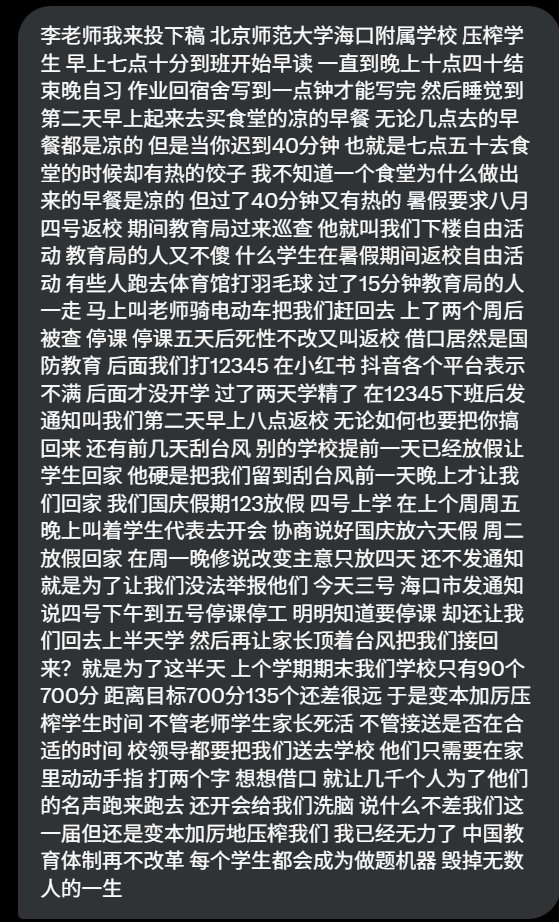 李老师我来投下稿 北京师范大学海口附属学校 压榨学
生 早上七点十分到班开始早读 一直到晚上十点四十结
束晚自习 作业回宿舍写到一点钟才能写完 然后睡觉到
第二天早上起来去买食堂的凉的早餐 无论几点去的早
餐都是凉的 但是当你迟到40分钟 也就是七点五十去食
堂的时候却有热的饺子 我不知道一个食堂为什么做出
来的早餐是凉的 但过了40分钟又有热的 暑假要求八月
四号返校 期间教育局过来巡查 他就叫我们下楼自由活
动 教育局的人又不傻 什么学生在暑假期间返校自由活
动 有些人跑去体育馆打羽毛球 过了15分钟教育局的人
一走 马上叫老师骑电动车把我们赶回去 上了两个周后
被查 停课 停课五天后死性不改又叫返校 借口居然是国
防教育 后面我们打12345 在小红书 抖音各个平台表示
不满 后面才没开学 过了两天学精了 在12345下班后发
通知叫我们第二天早上八点返校 无论如何也要把你搞
回来 还有前几天刮台风 别的学校提前一天已经放假让
学生回家 他硬是把我们留到刮台风前一天晚上才让我
们回家 我们国庆假期123放假 四号上学 在上个周周五
晚上叫着学生代表去开会 协商说好国庆放六天假 周二
放假回家 在周一晚修说改变主意只放四天 还不发通知
就是为了让我们没法举报他们 今天三号 海口市发通知
说四号下午到五号停课停工 明明知道要停课 却还让我
们回去上半天学 然后再让家长顶着台风把我们接回
来？就是为了这半天 上个学期期末我们学校只有90个
700分 距离目标700分135个还差很远 于是变本加厉压
榨学生时间 不管老师学生家长死活 不管接送是否在合
适的时间 校领导都要把我们送去学校 他们只需要在家
里动动手指 打两个字 想想借口 就让几千个人为了他们
的名声跑来跑去 还开会给我们洗脑 说什么不差我们这
一届但还是变本加厉地压榨我们 我已经无力了 中国教
育体制再不改革 每个学生都会成为做题机器 毁掉无数
人的一生